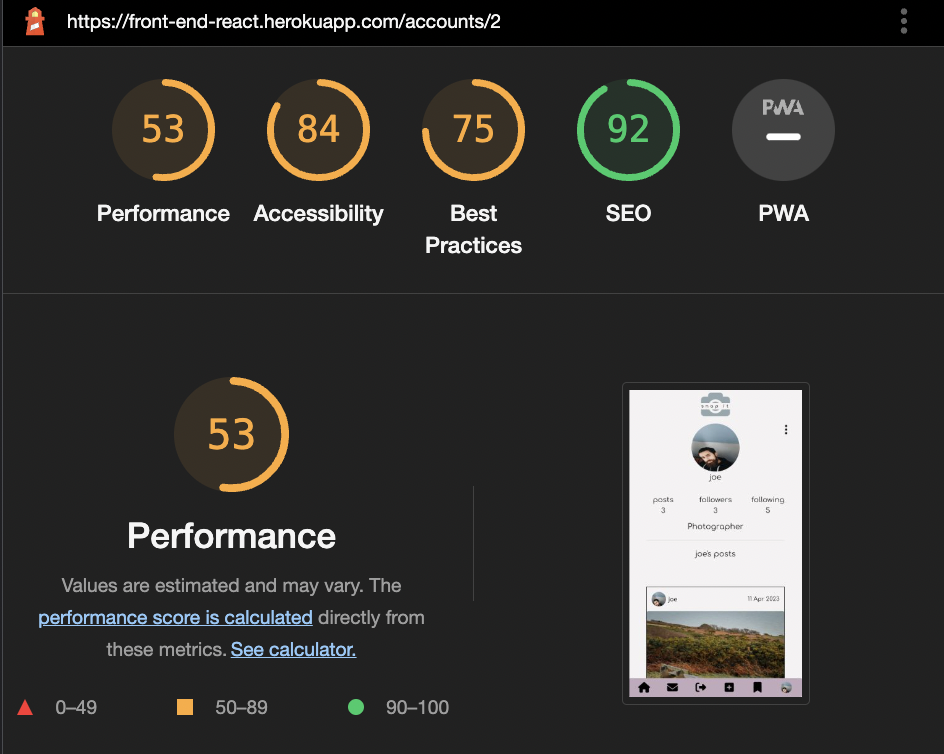 https://front-end-react.herokuapp.com/accounts/2
53
84
75
92
PWA
Performance
Accessibility
Best
Practices
SEO
PWA
53
Performance
Values are estimated and may vary. The
performance score is calculated directly from
these metrics. See calculator.
0–49
50–89
90–100
snap it
joe
posts
followers
following
3
3
5
Photographer
joe's posts
joe
11 Apr 2023